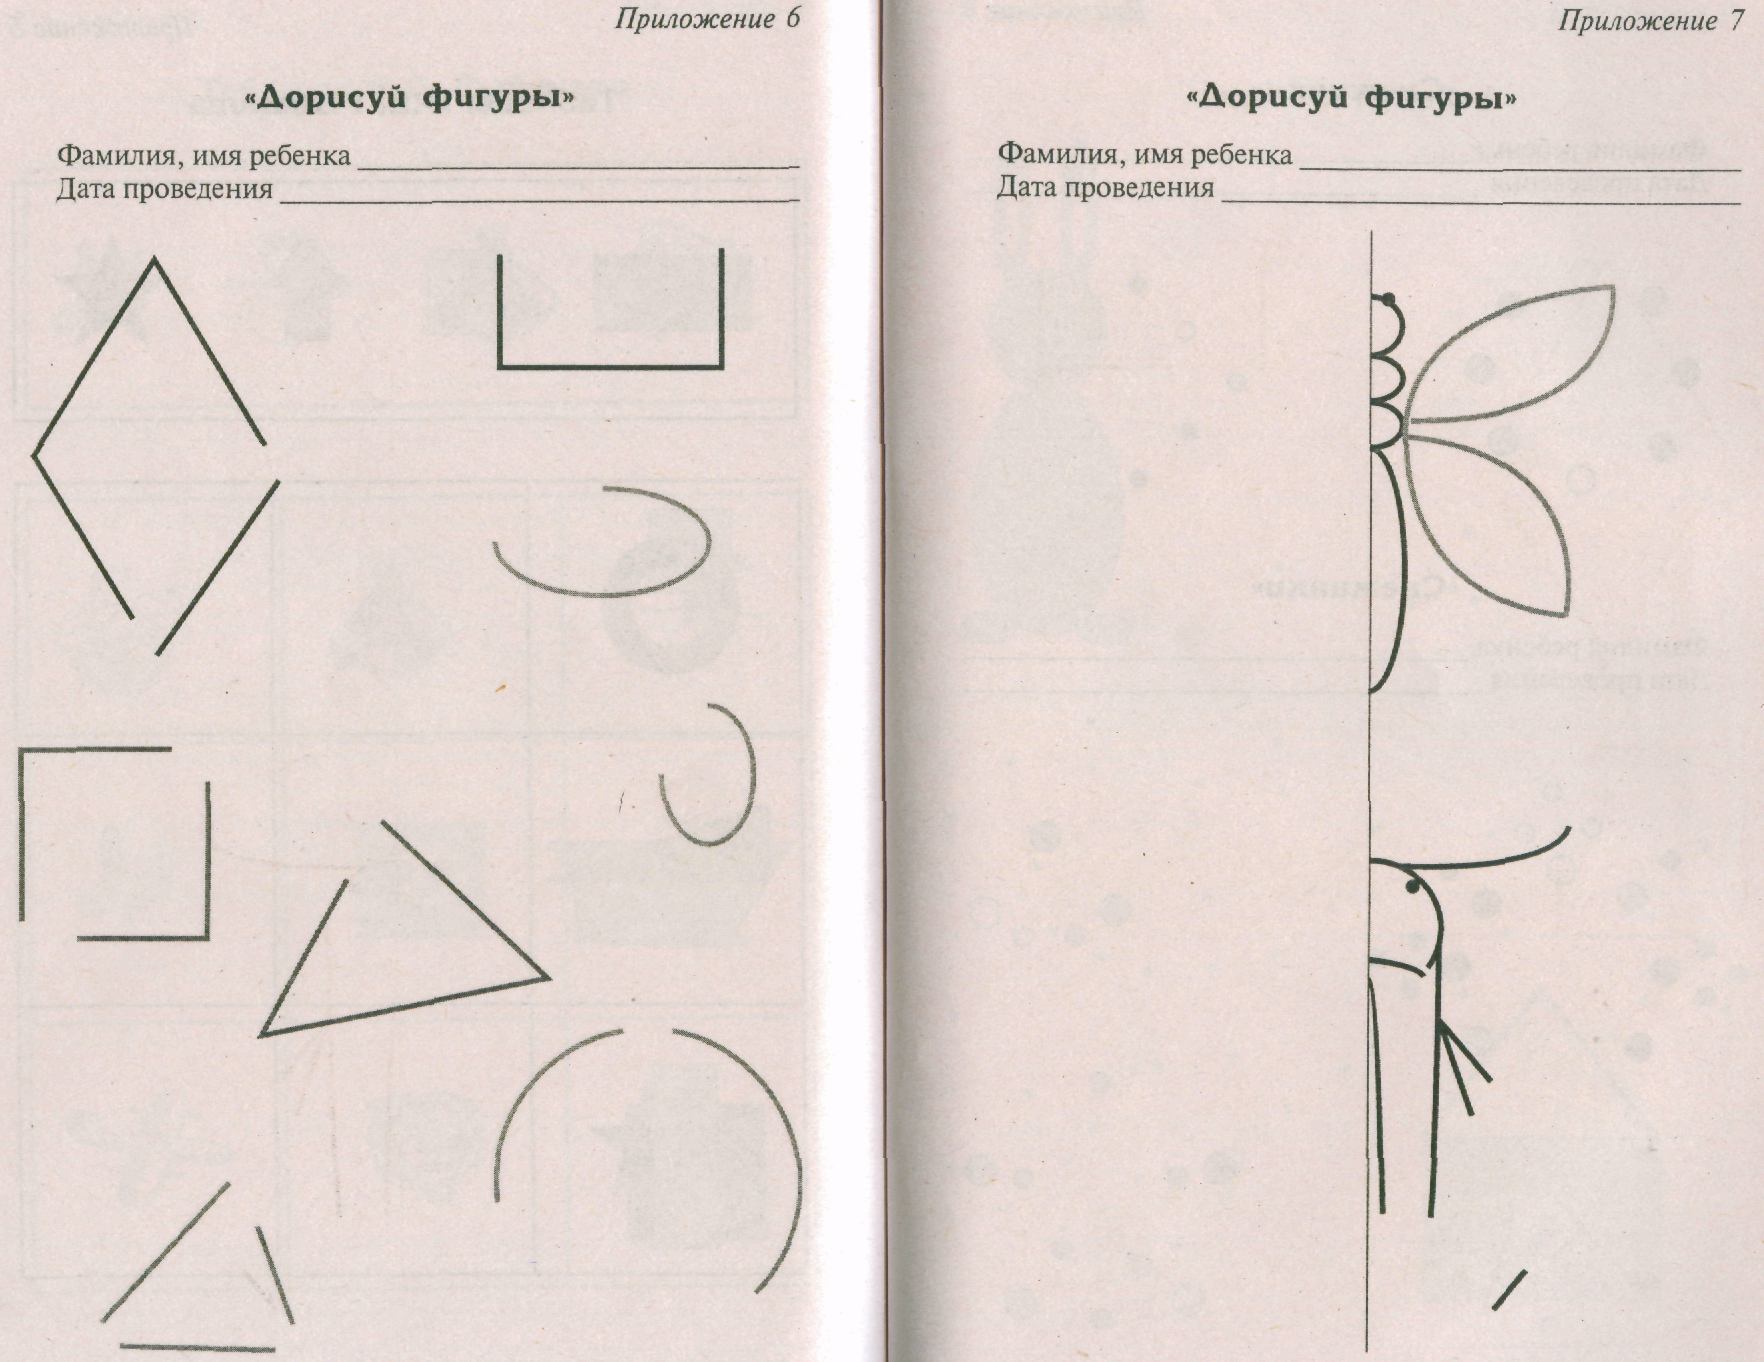 Приложение 6
«Дорисуй фигуры»
Фамилия, имя ребенка
Дата проведения
Приложение 7
«Дорисуй фигуры»
Фамилия, имя ребенка
Дата проведения